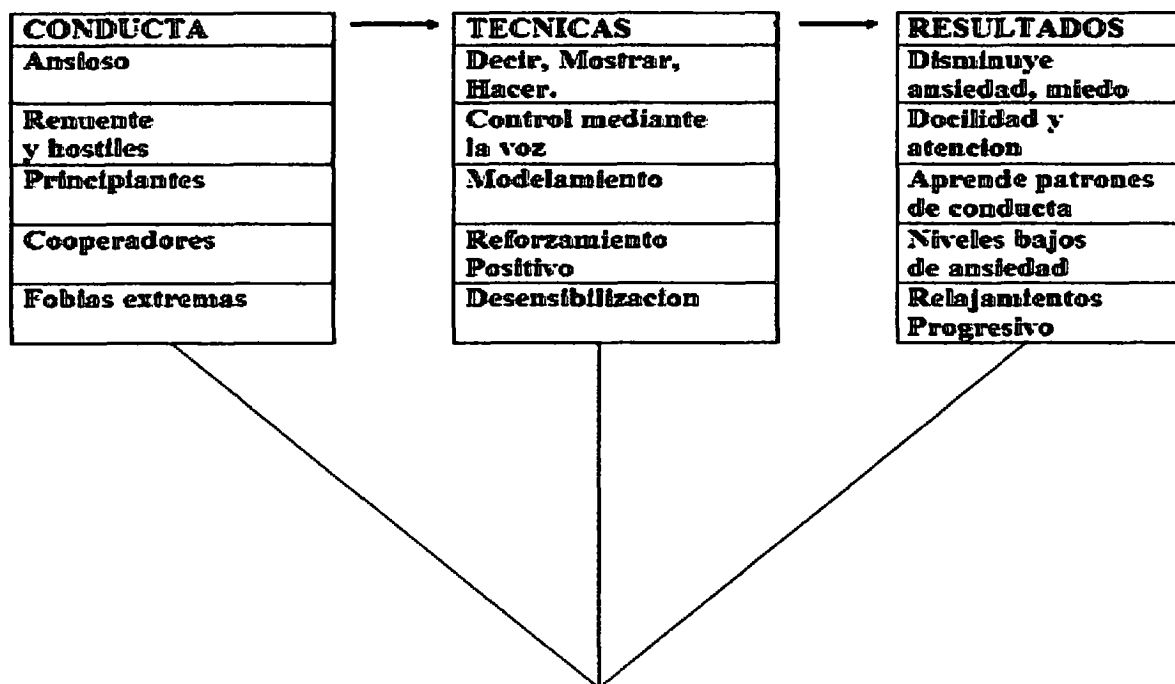 CONDUCTA
Ansioso
Renuente
y hostiles
Principiantes
Cooperadores
Fobias extremas
TECNICAS
Decir, Mostrar,
Hacer.
Control mediante
la voz
Modelamiento
Reforzamiento
Positivo
Desensibilizacion
RESULTADOS
Disminuye
ansiedad, miedo
Docilidad y
atencion
Aprende patrones
de conducta
Niveles bajos
de ansiedad
Relajamientos
Progresivo